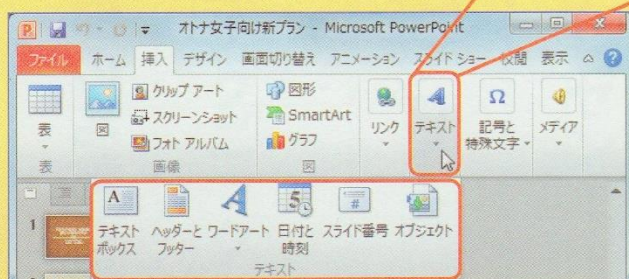 P
オトナ女子向け新プラン - Microsoft PowerPoint
ファイル ホーム 挿入 デザイン 画面切り替え アニメーション スライド ショー 校閲 表示
表
図
クリップ アート
スクリーンショット
フォト アルバム
図形
SmartArt
グラフ
リンク
A
テキスト
Ω
記号と
特殊文字
メディア
表 画像 図
A
テキスト
ボックス
ヘッダーと
フッター
A
ワードアート
5
日付と
時刻
#
スライド番号
オブジェクト
テキスト
1